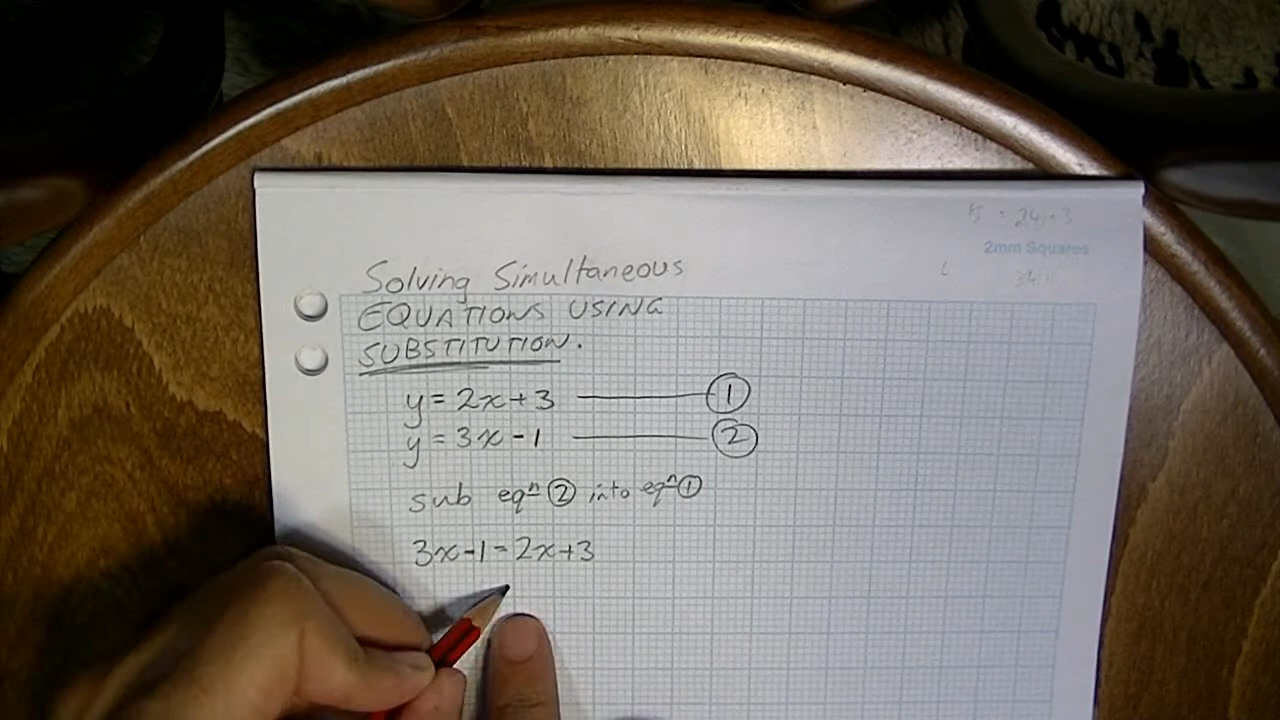 2mm Squares
Solving Simultaneous
EQUATIONS USING
SUBSTITUTION.
y = 2x + 3 ——— ①
y = 3x - 1 ——— ②
sub eqⁿ ② into eqⁿ ①
3x - 1 = 2x + 3